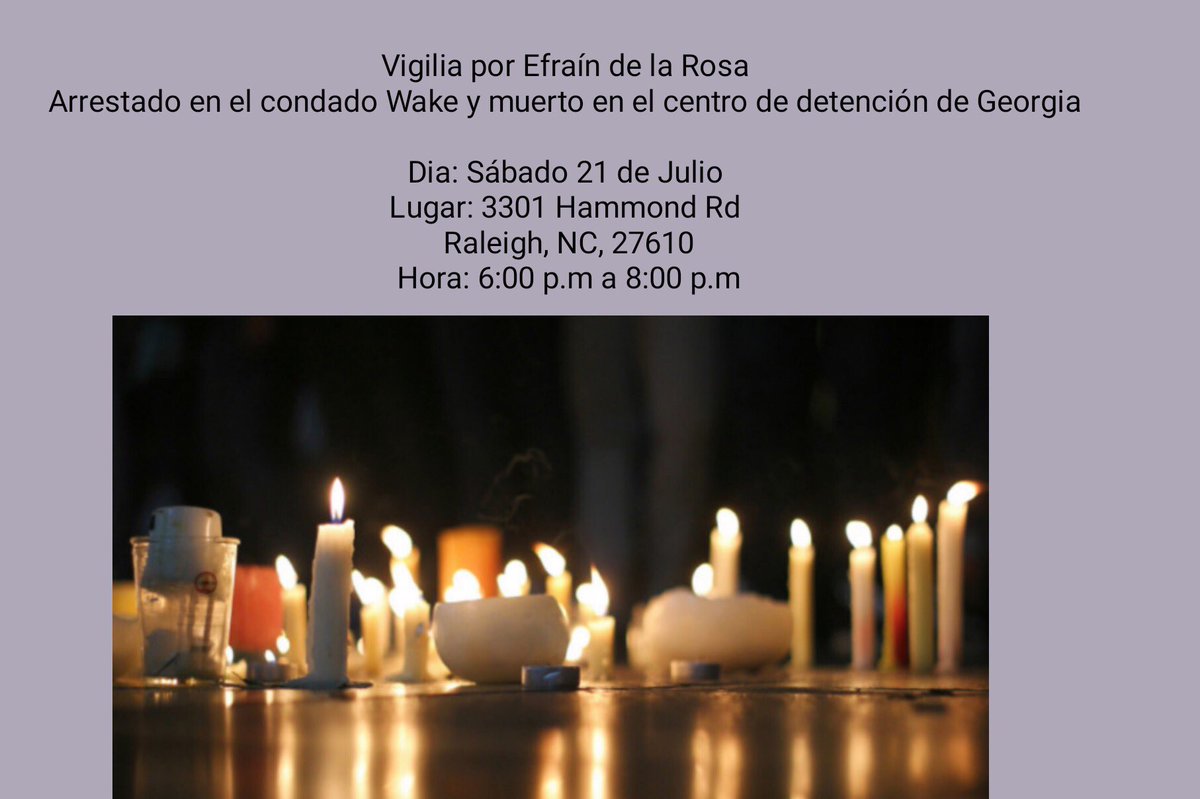 Vigilia por Efraín de la Rosa
Arrestado en el condado Wake y muerto en el centro de detención de Georgia
Dia: Sábado 21 de Julio
Lugar: 3301 Hammond Rd
Raleigh, NC, 27610
Hora: 6:00 p.m a 8:00 p.m